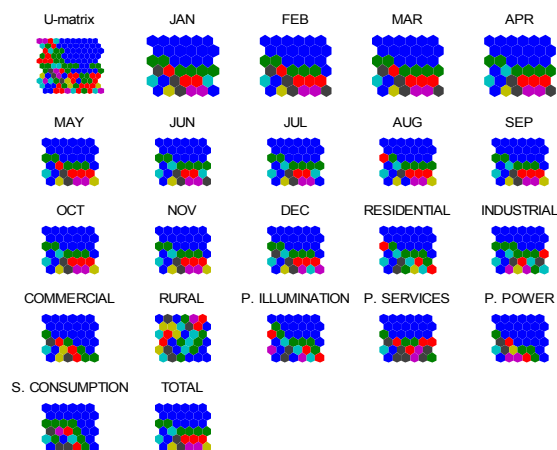 U-matrix JAN FEB MAR APR
MAY JUN JUL AUG SEP
OCT NOV DEC RESIDENTIAL INDUSTRIAL
COMMERCIAL RURAL P. ILLUMINATION P. SERVICES P. POWER
S. CONSUMPTION TOTAL